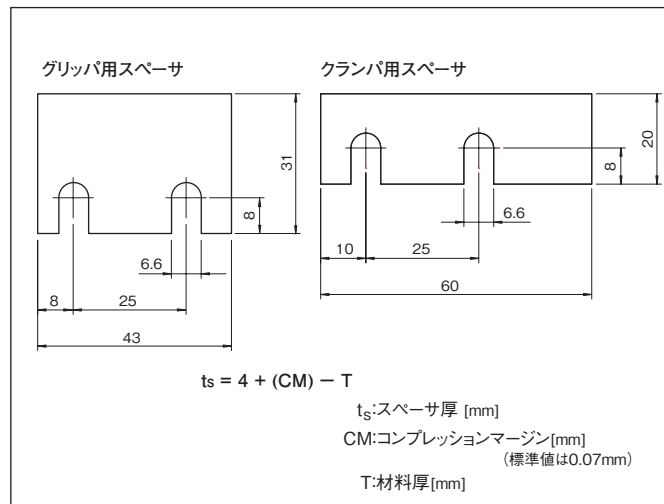 グリッパ用スペーサ
クランパ用スペーサ
31
8
6.6
8
25
43
20
8
6.6
10
25
60
ts = 4 + (CM) − T
ts:スペーサ厚 [mm]
CM:コンプレッションマージン[mm]
(標準値は0.07mm)
T:材料厚[mm]